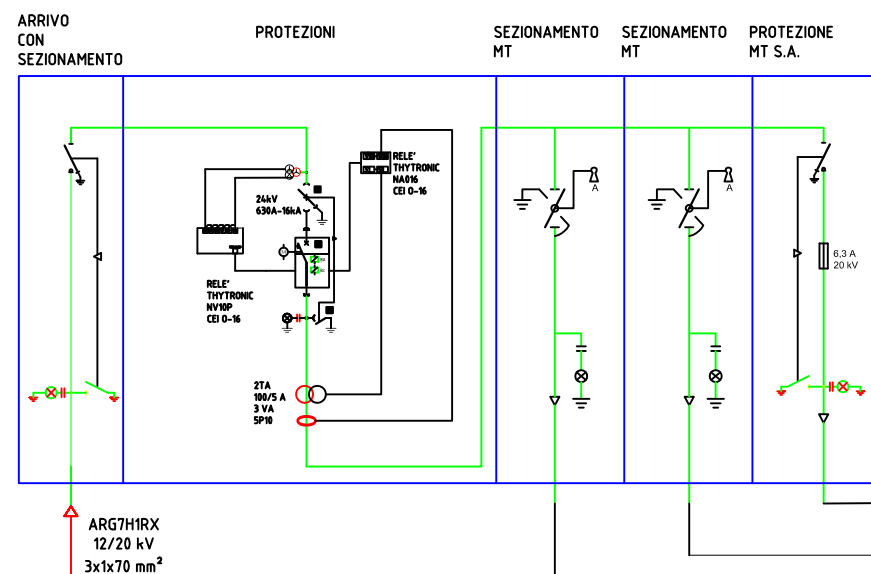 ARRIVO
CON
SEZIONAMENTO
PROTEZIONI
SEZIONAMENTO
MT
SEZIONAMENTO
MT
PROTEZIONE
MT S.A.
RELE'
THYTRONIC
NA016
CEI 0-16
24kV
630A-16kA
RELE'
THYTRONIC
NV10P
CEI 0-16
2TA
100/5 A
3 VA
5P10
A
A
6,3 A
20 kV
ARG7H1RX
12/20 kV
3x1x70 mm²